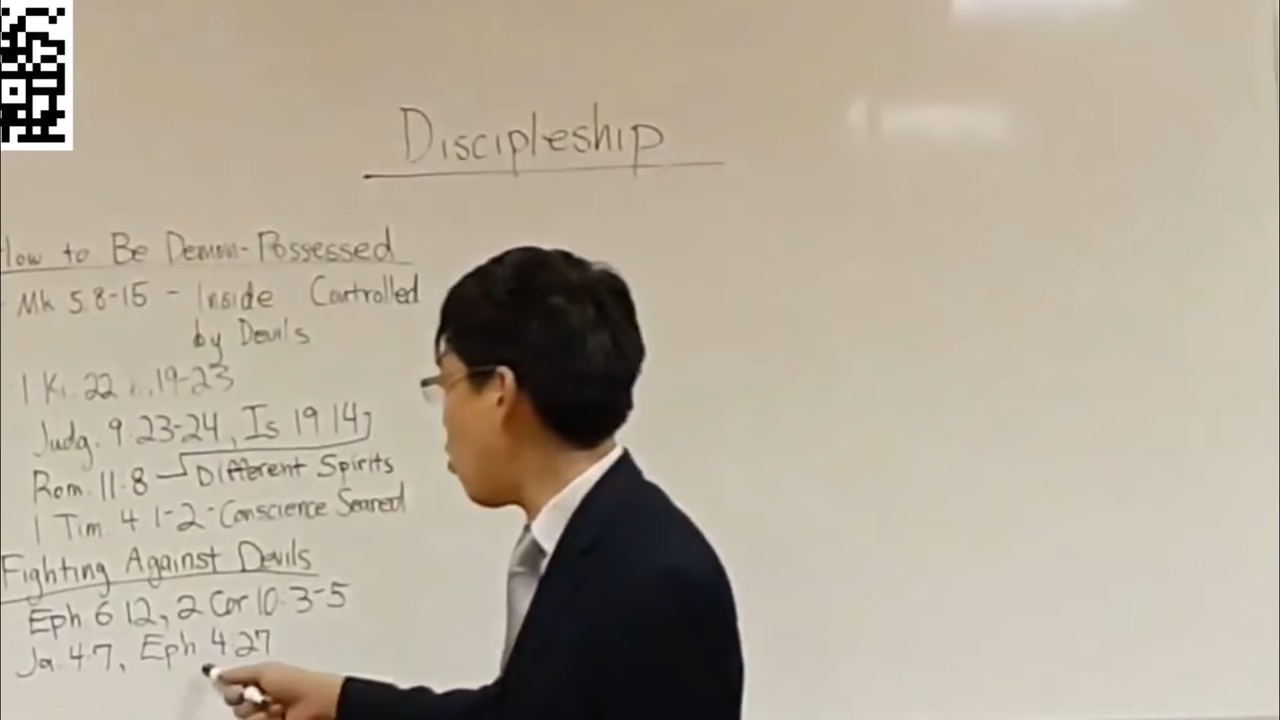 Discipleship
How to Be Demon-Possessed
- Mk 5.8-15 - Inside Controlled
by Devils
1 Ki. 22 19-23
Judg. 9.23-24, Is 19 14
Rom. 11.8 - Different Spirits
1 Tim. 4 1-2 - Conscience Seared
Fighting Against Devils
Eph 6 12, 2 Cor 10:3-5
Ja. 4.7, Eph 4 27